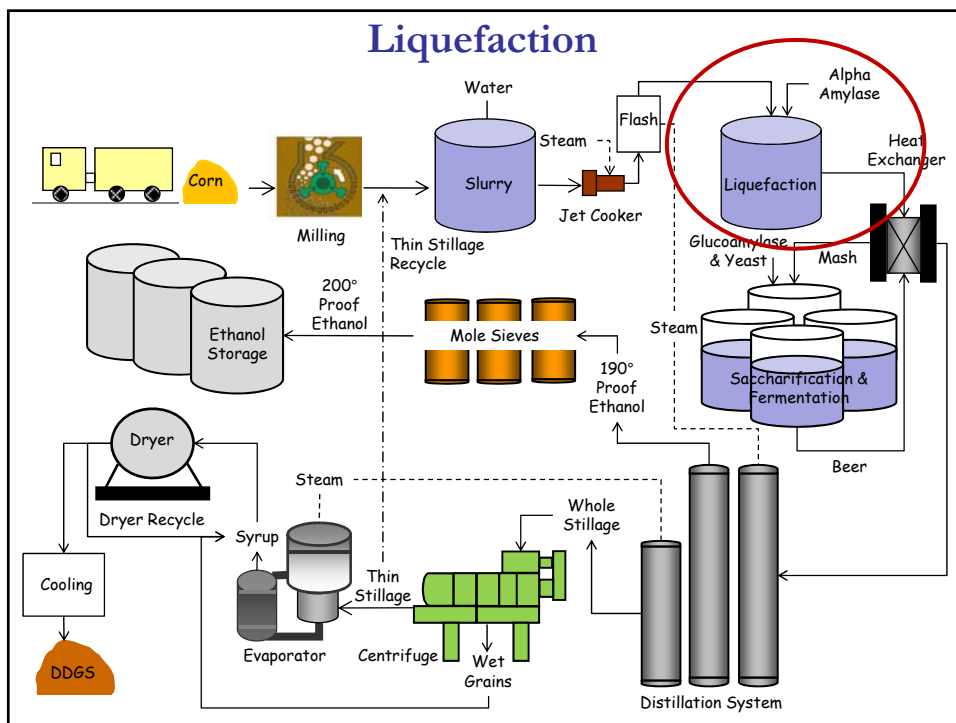 Liquefaction
Water
Alpha
Amylase
Flash
Steam
Heat
Exchanger
Corn
Slurry
Liquefaction
Jet Cooker
Milling
Thin Stillage
Recycle
Glucoamylase
& Yeast
Mash
200°
Proof
Ethanol
Ethanol
Storage
Mole Sieves
Steam
190°
Proof
Ethanol
Saccharification &
Fermentation
Beer
Dryer
Steam
Whole
Stillage
Dryer Recycle
Syrup
Cooling
Thin
Stillage
Evaporator
Centrifuge
Wet
Grains
DDGS
Distillation System